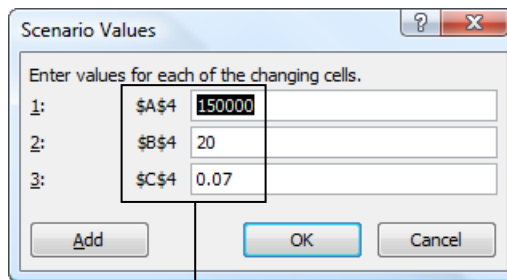 Scenario Values
Enter values for each of the changing cells.
1: $A$4 150000
2: $B$4 20
3: $C$4 0.07
Add OK Cancel